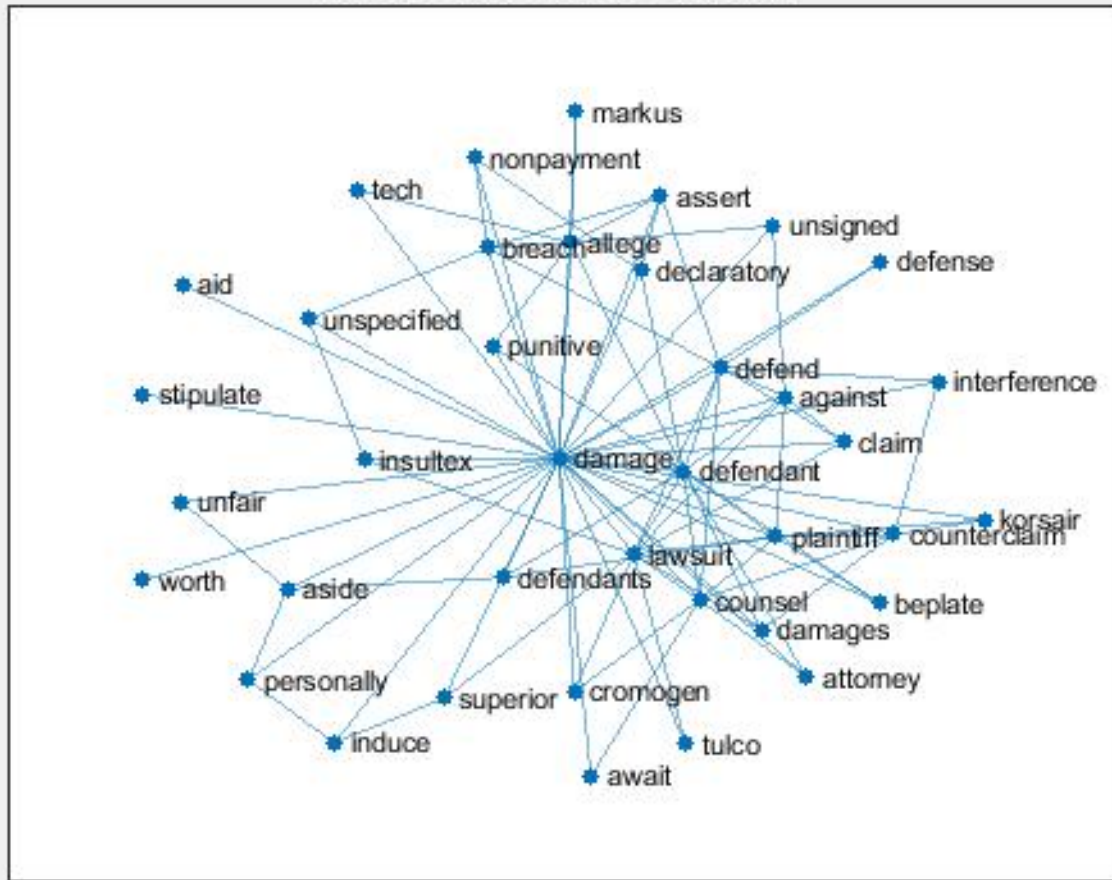 markus
nonpayment
tech
assert
unsigned
breach
allege
declaratory
defense
aid
unspecified
punitive
defend
interference
stipulate
against
claim
insultex
damage
defendant
unfair
korsair
lawsuit
plaintiff
counterclaim
worth
aside
defendants
counsel
beplate
damages
personally
superior
cromogen
attorney
induce
tulco
await